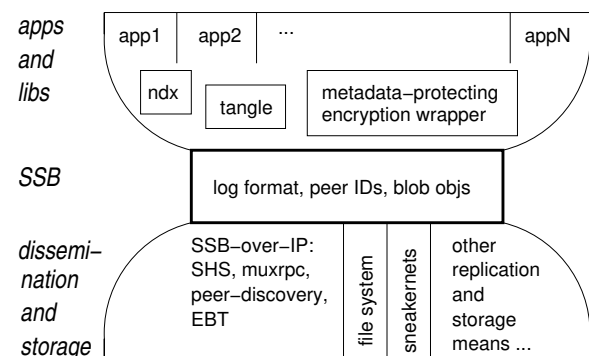 apps
and
libs
app1
app2
...
appN
ndx
tangle
metadata−protecting
encryption wrapper
SSB
log format, peer IDs, blob objs
dissemi−
nation
and
storage
SSB−over−IP:
SHS, muxrpc,
peer−discovery,
EBT
file system
sneakernets
other
replication
and
storage
means ...